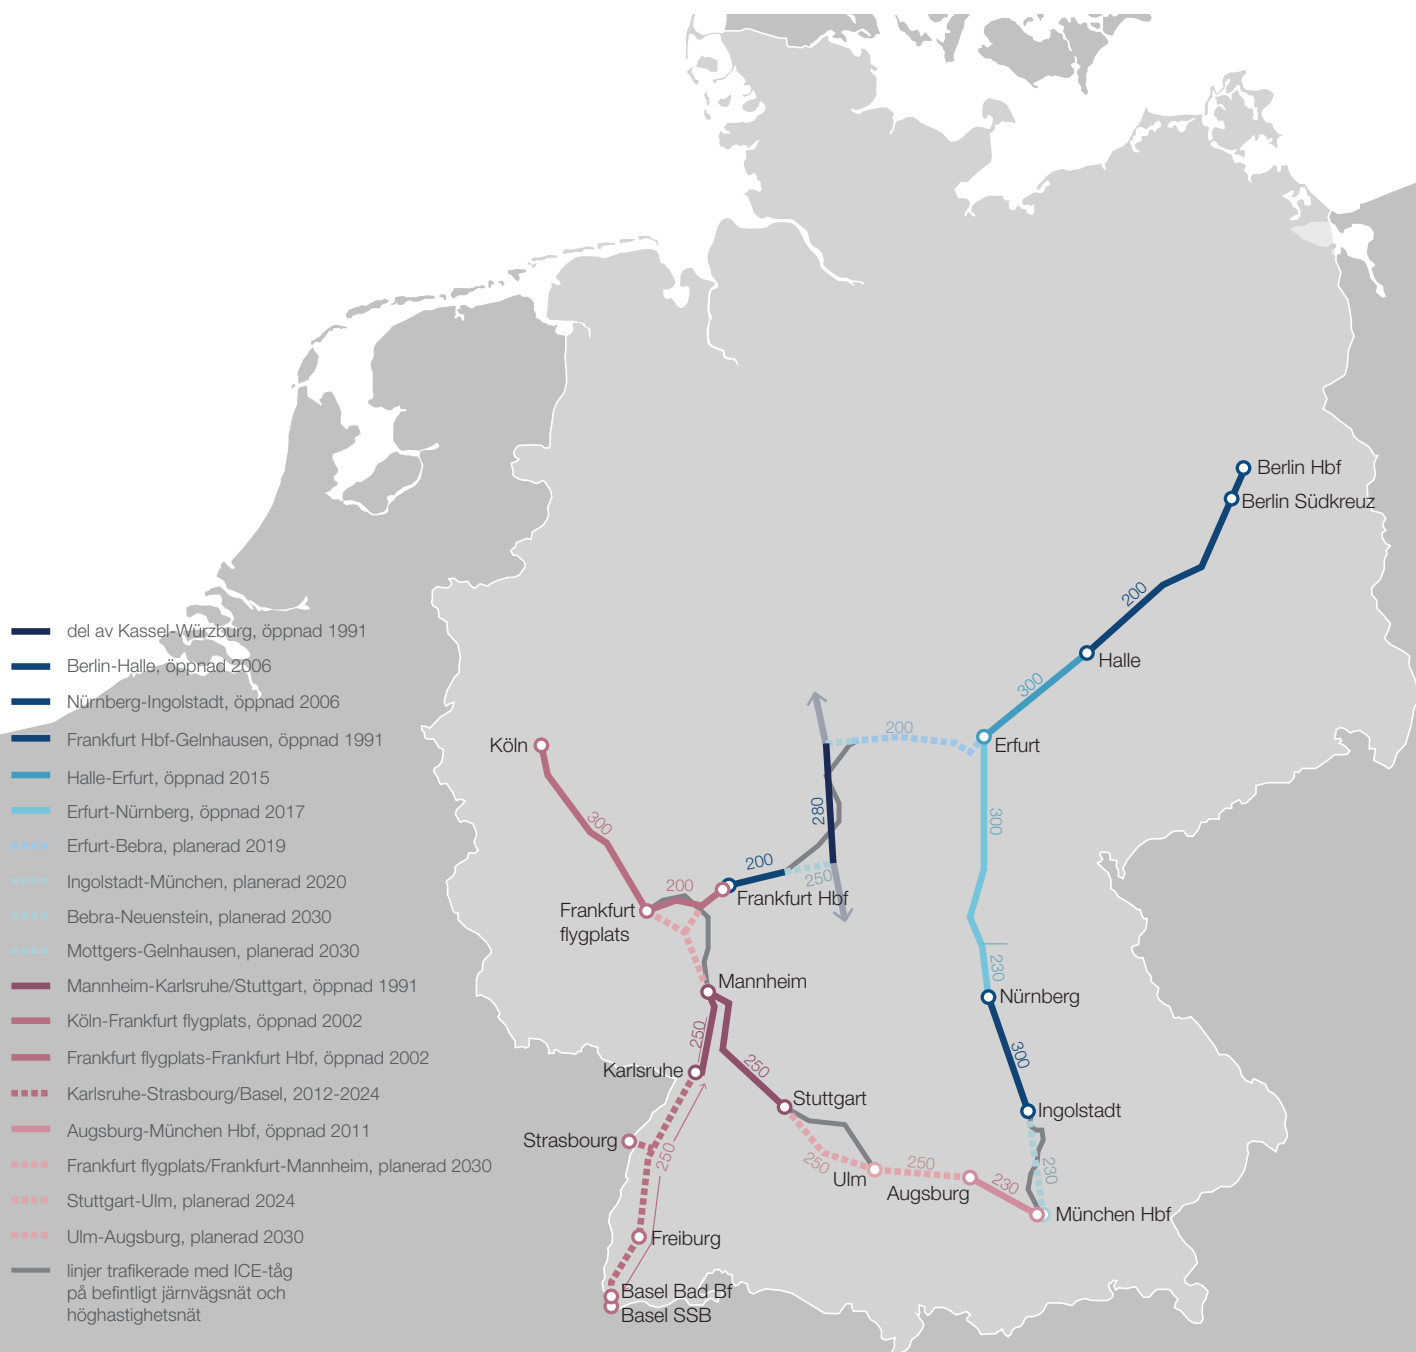 Berlin Hbf
Berlin Südkreuz
200
Halle
300
Erfurt
200
300
230
Nürnberg
300
Ingolstadt
230
München Hbf
230
Augsburg
250
Ulm
250
Stuttgart
250
Mannheim
250
Karlsruhe
Strasbourg
250
Freiburg
Basel Bad Bf
Basel SSB
Köln
300
Frankfurt
flygplats
200
Frankfurt Hbf
200
250
280
del av Kassel-Würzburg, öppnad 1991
Berlin-Halle, öppnad 2006
Nürnberg-Ingolstadt, öppnad 2006
Frankfurt Hbf-Gelnhausen, öppnad 1991
Halle-Erfurt, öppnad 2015
Erfurt-Nürnberg, öppnad 2017
Erfurt-Bebra, planerad 2019
Ingolstadt-München, planerad 2020
Bebra-Neuenstein, planerad 2030
Mottgers-Gelnhausen, planerad 2030
Mannheim-Karlsruhe/Stuttgart, öppnad 1991
Köln-Frankfurt flygplats, öppnad 2002
Frankfurt flygplats-Frankfurt Hbf, öppnad 2002
Karlsruhe-Strasbourg/Basel, 2012-2024
Augsburg-München Hbf, öppnad 2011
Frankfurt flygplats/Frankfurt-Mannheim, planerad 2030
Stuttgart-Ulm, planerad 2024
Ulm-Augsburg, planerad 2030
linjer trafikerade med ICE-tåg
på befintligt järnvägsnät och
höghastighetsnät